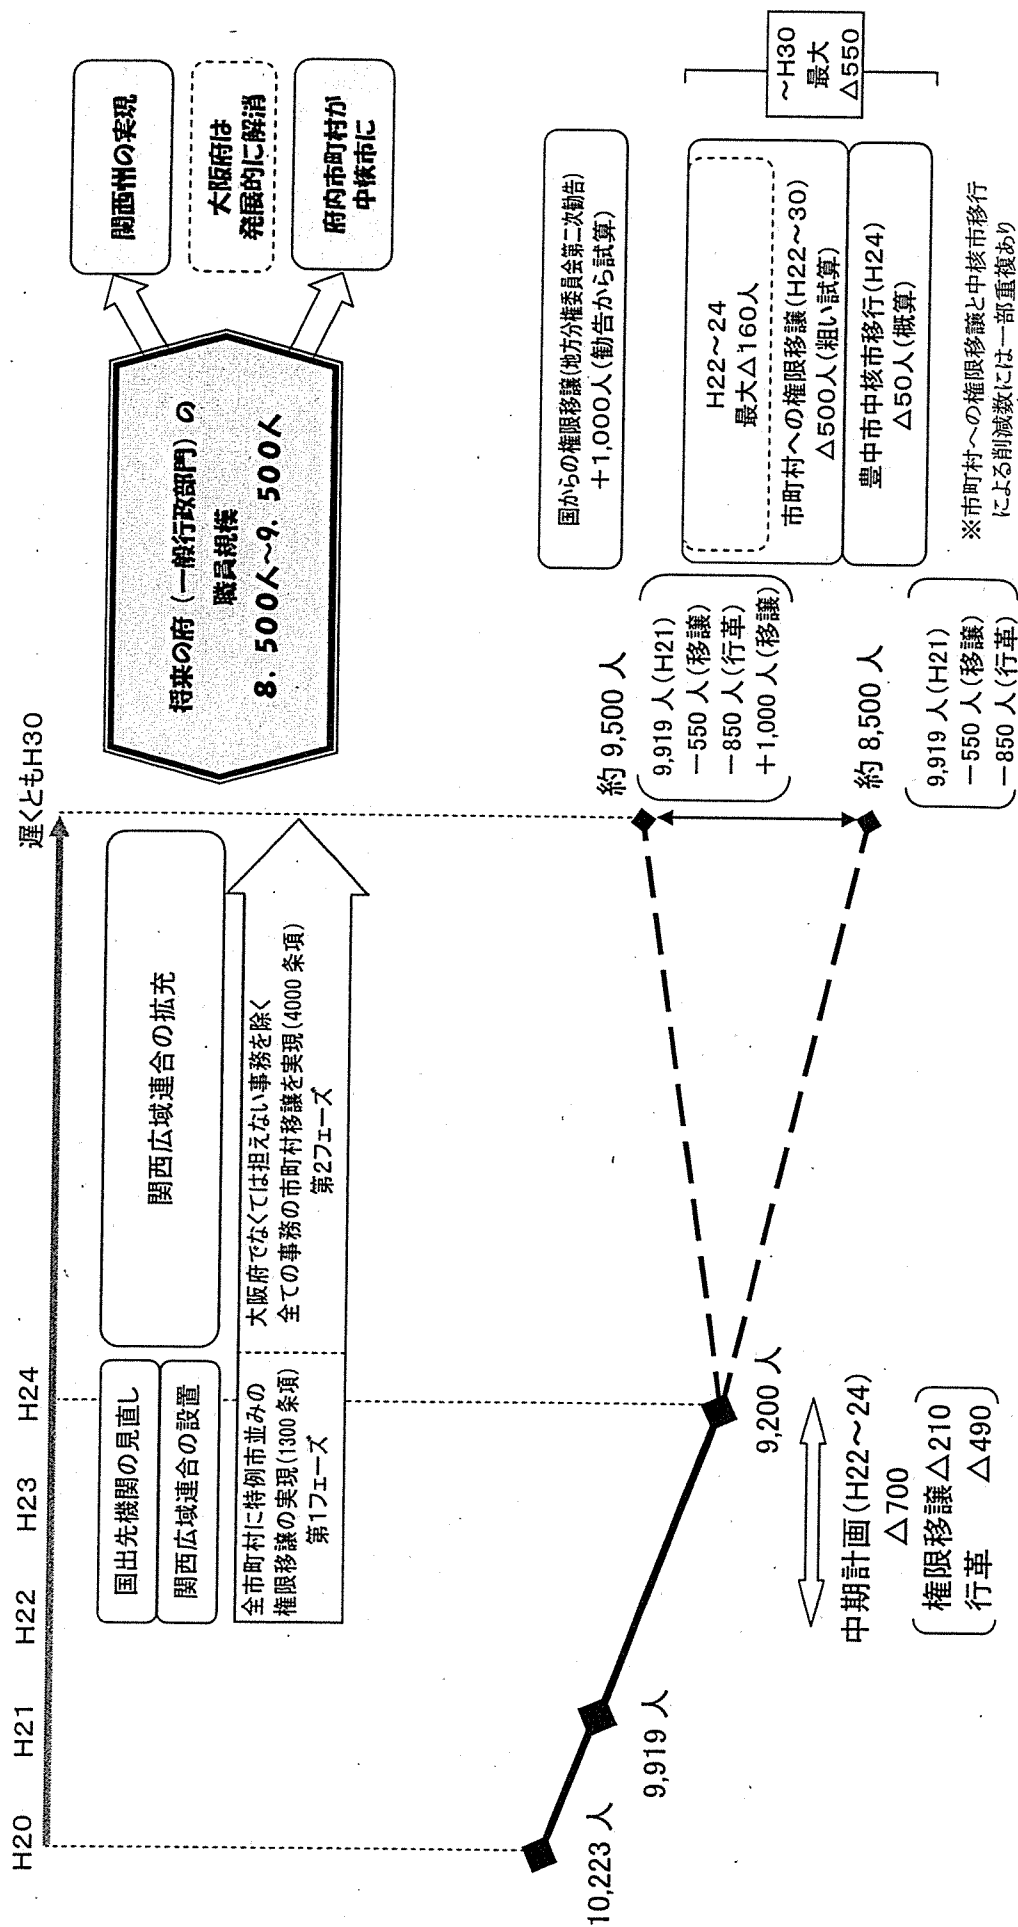 H20
H21
H22
H23
H24
遅くともH30
国出先機関の見直し
関西広域連合の設置
関西広域連合の拡充
全市町村に特例市並みの
権限移譲の実現(1300条項)
第1フェーズ
大阪府でなくては担えない事務を除く
全ての事務の市町村移譲を実現(4000条項)
第2フェーズ
将来の府（一般行政部門）の
職員規模
8．500人～9．500人
関西州の実現
大阪府は
発展的に解消
府内市町村が
中核市に
10,223人
9,919人
9,200人
中期計画(H22～24)
△700
権限移譲△210
行革 △490
約9,500人
9,919人(H21)
－550人(移譲)
－850人(行革)
＋1,000人(移譲)
約8,500人
9,919人(H21)
－550人(移譲)
－850人(行革)
国からの権限移譲(地方分権委員会第二次勧告)
＋1,000人(勧告から試算)
H22～24
最大△160人
市町村への権限移譲(H22～30)
△500人(粗い試算)
豊中市中核市移行(H24)
△50人(概算)
～H30
最大
△550
※市町村への権限移譲と中核市移行
による削減数には一部重複あり